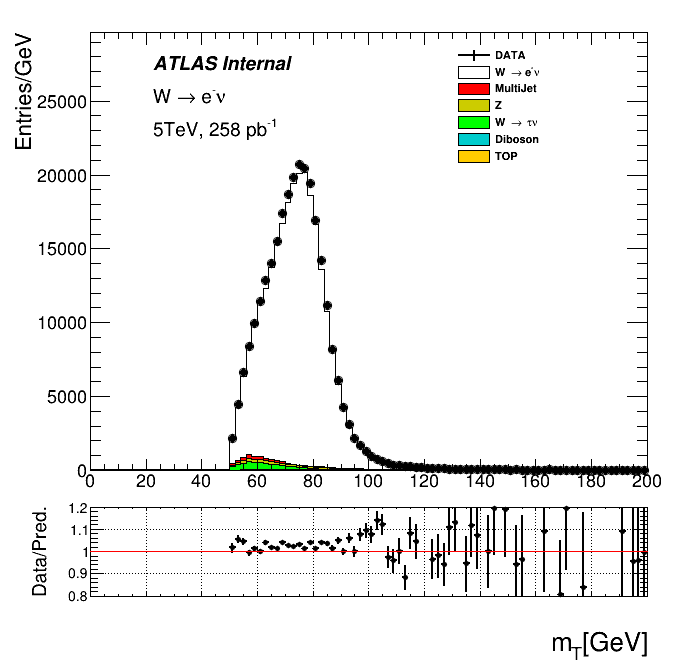 Entries/GeV
25000
20000
15000
10000
5000
0
ATLAS Internal
W → e⁻ν
5TeV, 258 pb⁻¹
DATA
W → e⁻ν
MultiJet
Z
W → τν
Diboson
TOP
0 20 40 60 80 100 120 140 160 180 200
Data/Pred.
1.2
1.1
1
0.9
0.8
m_T[GeV]